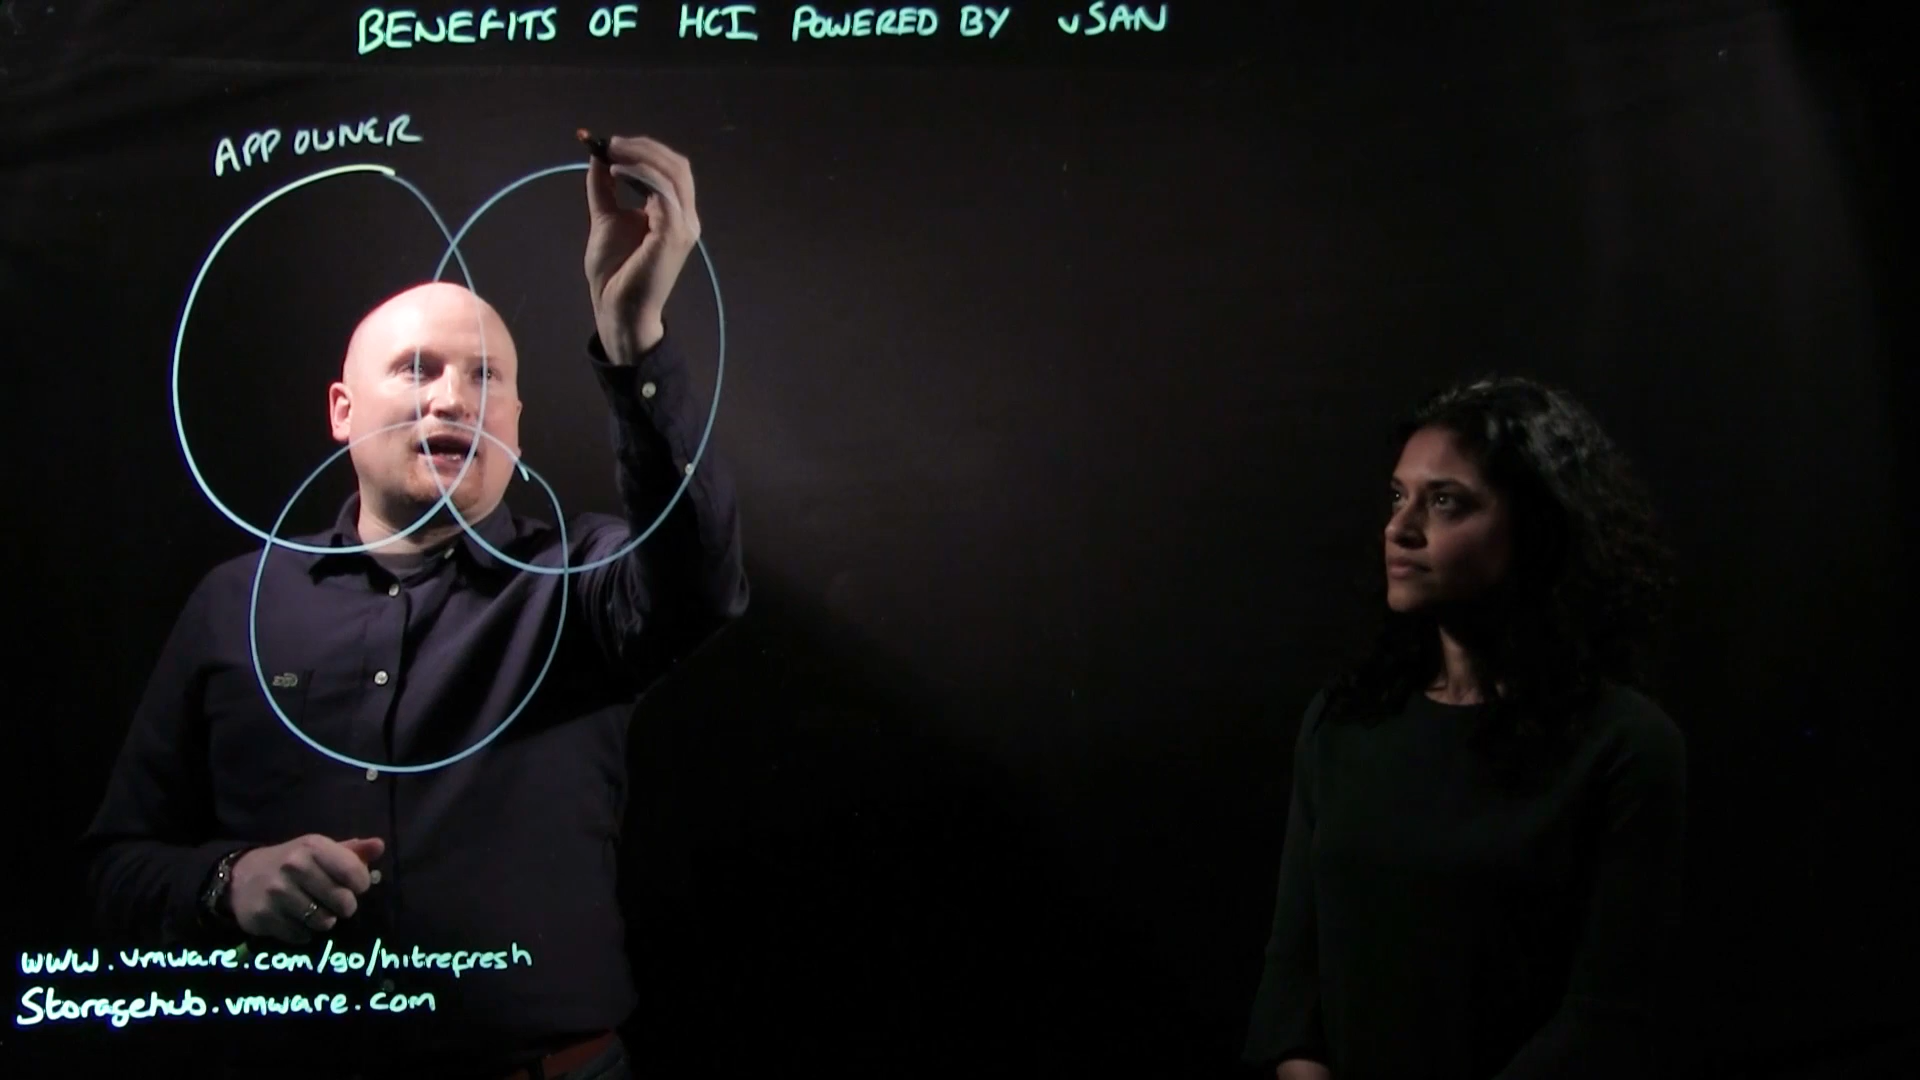 BENEFITS OF HCI POWERED BY vSAN
APP OWNER
www.vmware.com/go/hitrefresh
Storagehub.vmware.com